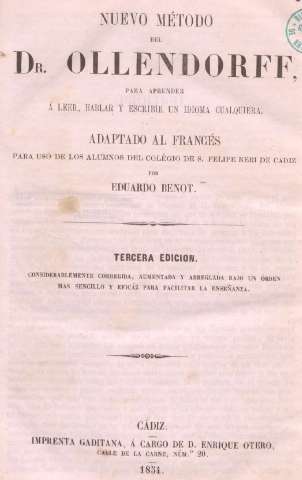 NUEVO MÉTODO
DEL
DR. OLLENDORFF,
PARA APRENDER
Á LEER, HABLAR Y ESCRIBIR UN IDIOMA CUALQUIERA.
ADAPTADO AL FRANCÉS
PARA USO DE LOS ALUMNOS DEL COLÉGIO DE S. FELIPE NERI DE CADIZ
POR
EDUARDO BENOT.
TERCERA EDICION.
CONSIDERABLEMENTE CORREGIDA, AUMENTADA Y ARREGLADA BAJO UN ÓRDEN
MAS SENCILLO Y EFICÁZ PARA FACILITAR LA ENSEÑANZA.
CÁDIZ.
IMPRENTA GADITANA, Á CARGO DE D. ENRIQUE OTERO,
CALLE DE LA CARNE, NÚM.° 20.
1854.